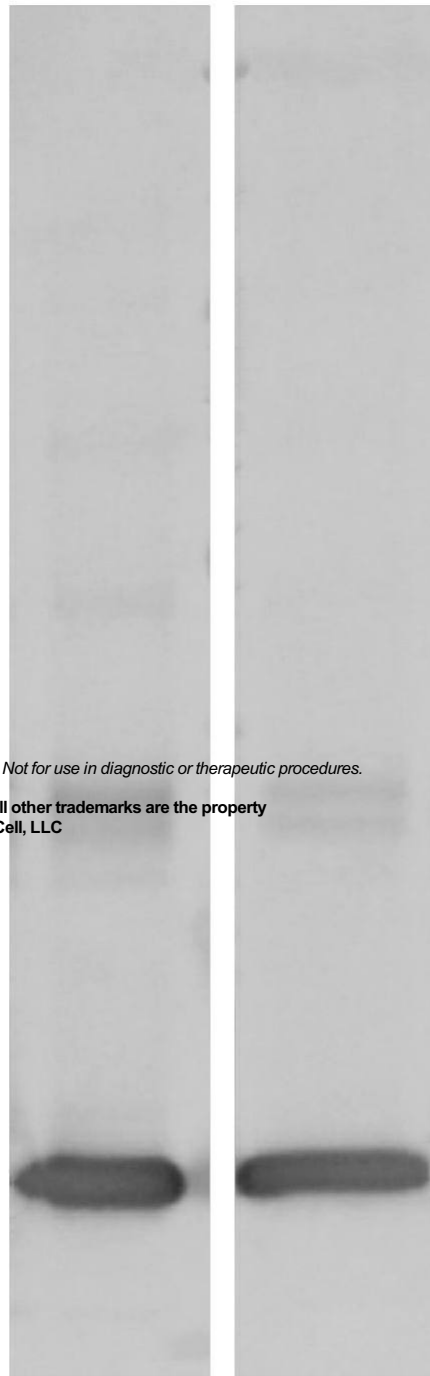 Not for use in diagnostic or therapeutic procedures.
ll other trademarks are the property
Cell, LLC